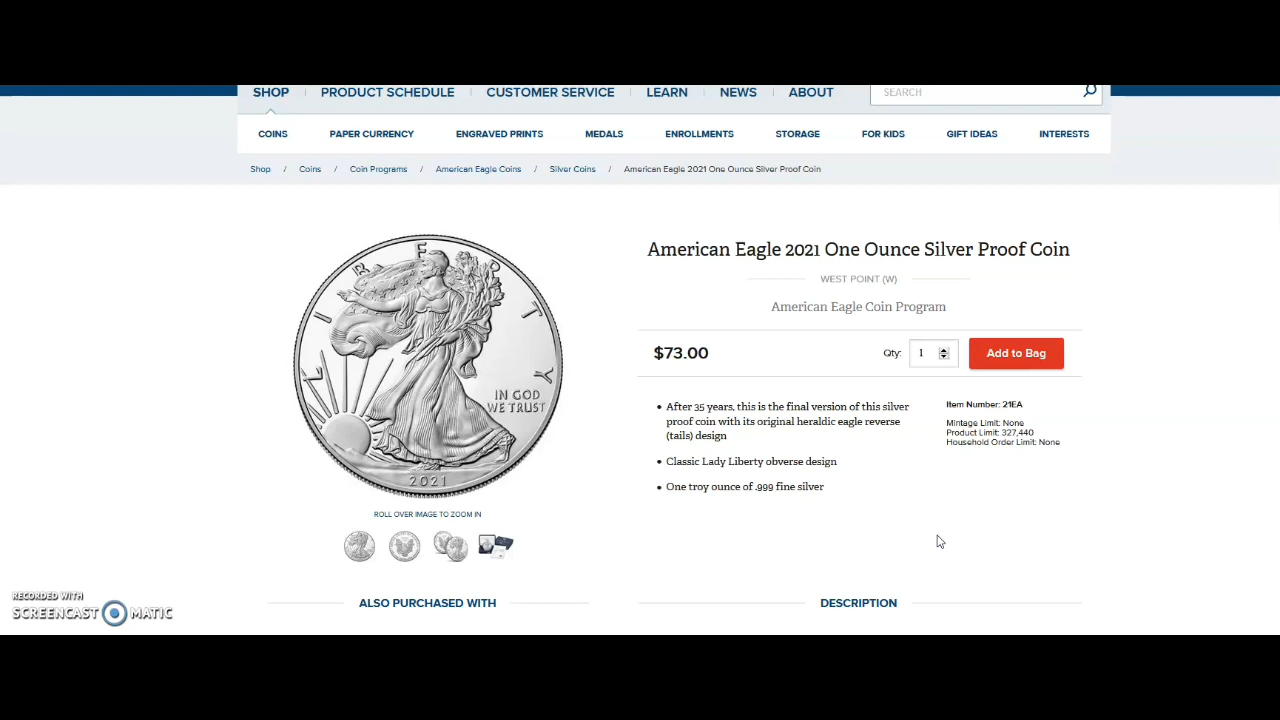 SHOP PRODUCT SCHEDULE CUSTOMER SERVICE LEARN NEWS ABOUT SEARCH
COINS PAPER CURRENCY ENGRAVED PRINTS MEDALS ENROLLMENTS STORAGE FOR KIDS GIFT IDEAS INTERESTS
Shop / Coins / Coin Programs / American Eagle Coins / Silver Coins / American Eagle 2021 One Ounce Silver Proof Coin
LIBERTY
IN GOD
WE TRUST
2021
ROLL OVER IMAGE TO ZOOM IN
American Eagle 2021 One Ounce Silver Proof Coin
WEST POINT (W)
American Eagle Coin Program
$73.00 Qty: 1 Add to Bag
• After 35 years, this is the final version of this silver
proof coin with its original heraldic eagle reverse
(tails) design
• Classic Lady Liberty obverse design
• One troy ounce of .999 fine silver
Item Number: 21EA
Mintage Limit: None
Product Limit: 327,440
Household Order Limit: None
ALSO PURCHASED WITH
DESCRIPTION
RECORDED WITH
SCREENCAST MATIC